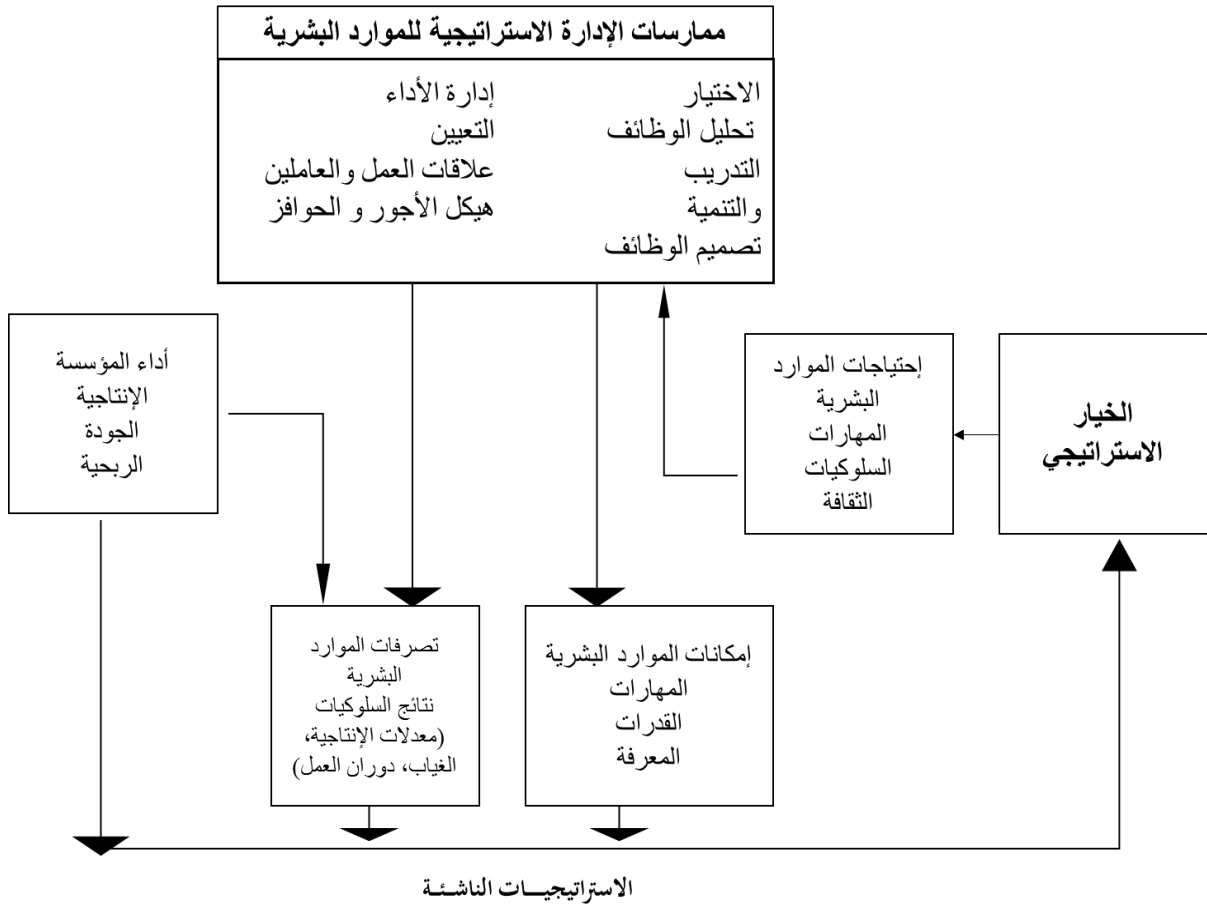 ممارسات الإدارة الاستراتيجية للموارد البشرية
الاختيار
تحليل الوظائف
التدريب
والتنمية
تصميم الوظائف
إدارة الأداء
التعيين
علاقات العمل والعاملين
هيكل الأجور و الحوافز
الخيار
الاستراتيجي
إحتياجات الموارد
البشرية
المهارات
السلوكيات
الثقافة
أداء المؤسسة
الإنتاجية
الجودة
الربحية
إمكانات الموارد البشرية
المهارات
القدرات
المعرفة
تصرفات الموارد
البشرية
نتائج السلوكيات
(معدلات الإنتاجية،
الغياب، دوران العمل)
الاستراتيجيـــات الناشـئـة